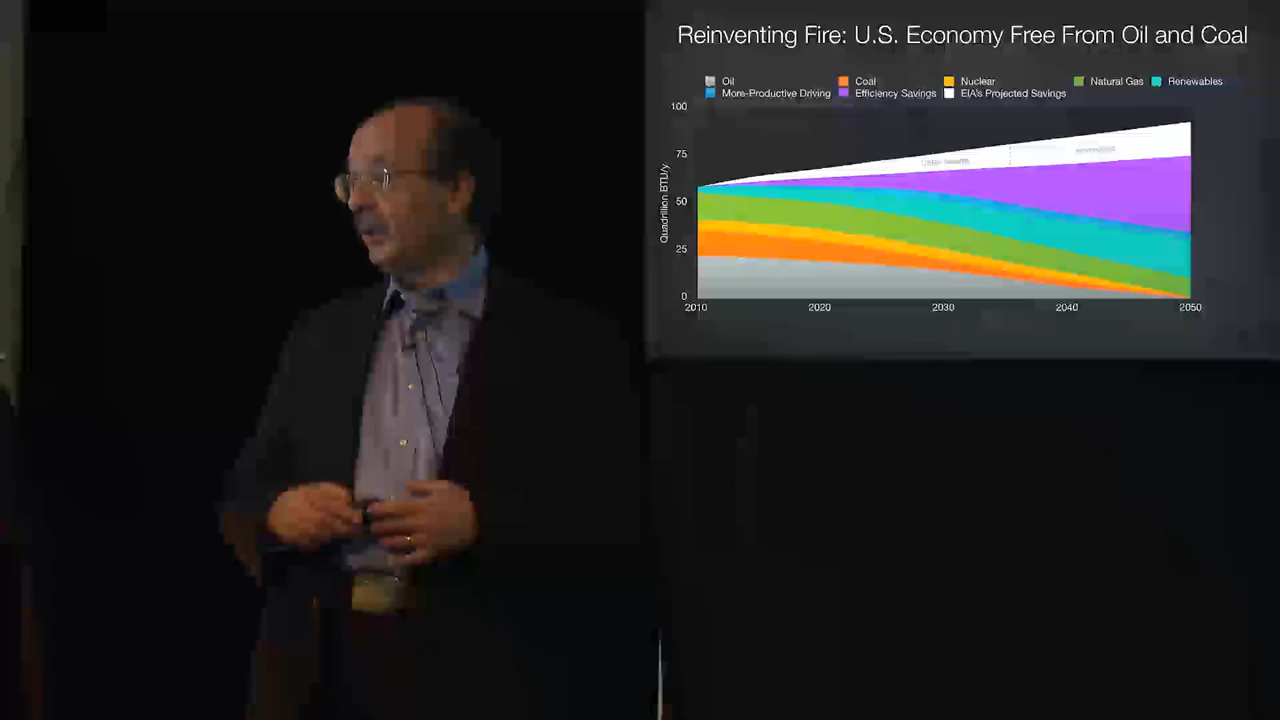 Reinventing Fire: U.S. Economy Free From Oil and Coal
Oil Coal Nuclear Natural Gas Renewables
More-Productive Driving Efficiency Savings EIA's Projected Savings
100
75
50
25
0
Quadrillion BTU/y
2010 2020 2030 2040 2050